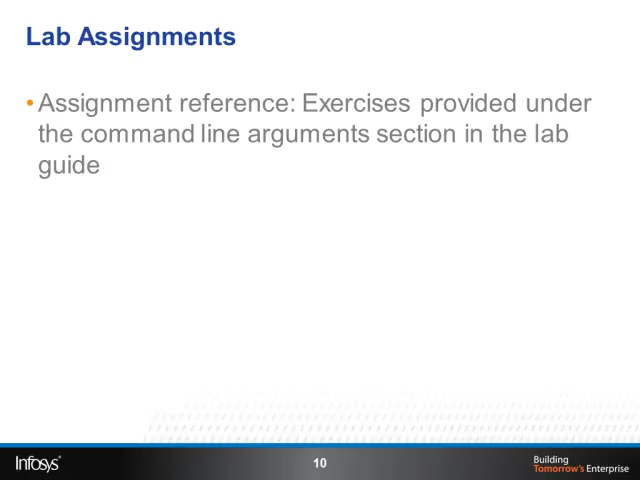 Lab Assignments
• Assignment reference: Exercises provided under
the command line arguments section in the lab
guide
Infosys®
10
Building
Tomorrow's Enterprise